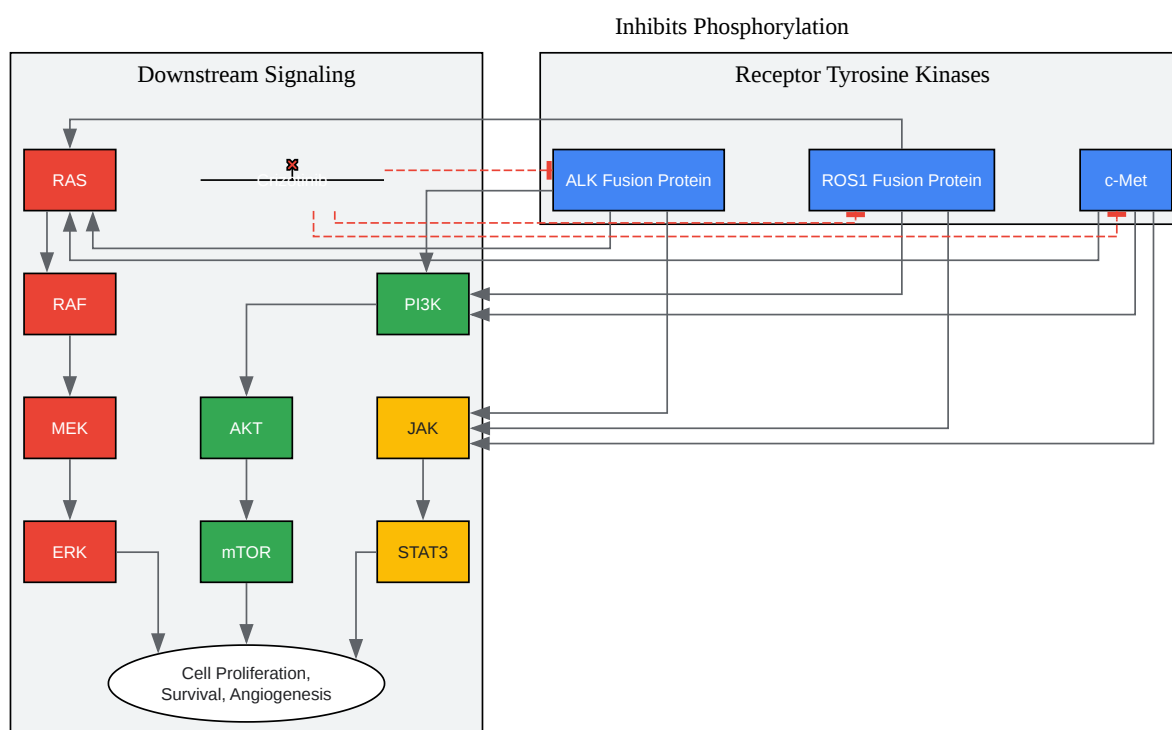 Inhibits Phosphorylation
Downstream Signaling
Receptor Tyrosine Kinases
RAS
ALK Fusion Protein
ROS1 Fusion Protein
c-Met
RAF
PI3K
MEK
AKT
JAK
ERK
mTOR
STAT3
Cell Proliferation,
Survival, Angiogenesis